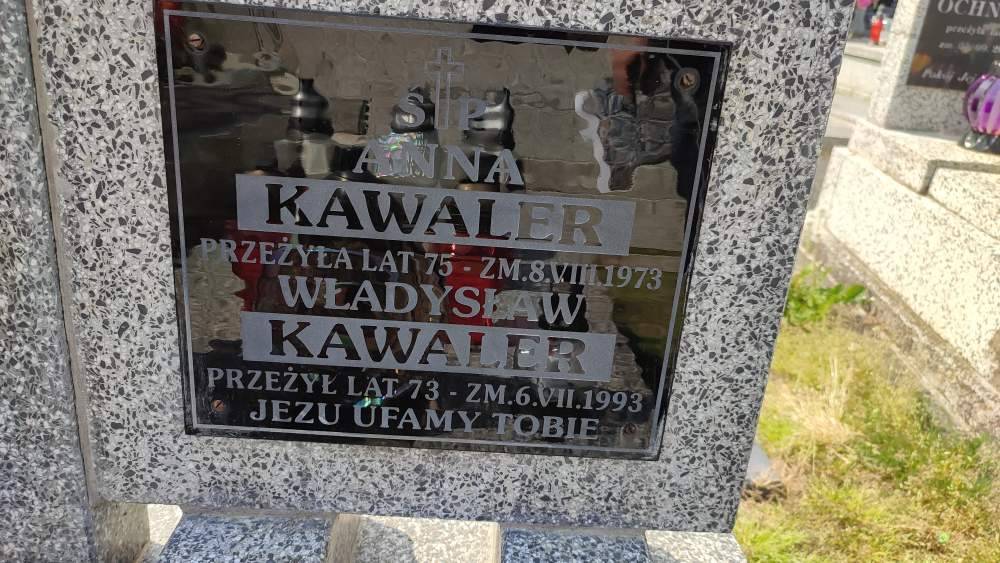 S P
ANNA
KAWALER
PRZEŻYŁA LAT 75 - ZM.8.VIII.1973
WŁADYSŁAW
KAWALER
PRZEŻYŁ LAT 73 - ZM.6.VII.1993
JEZU UFAMY TOBIE
OCHN